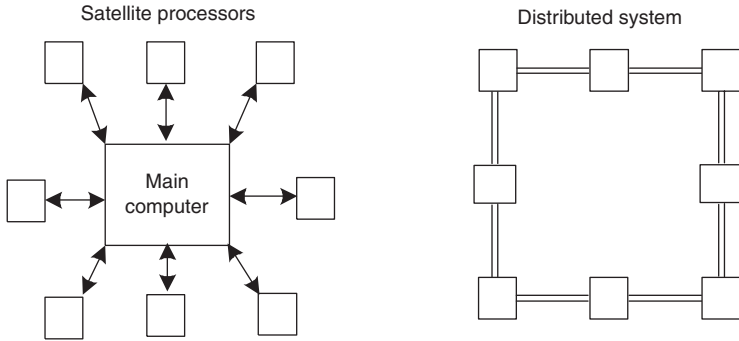 Satellite processors
Distributed system
Main
computer